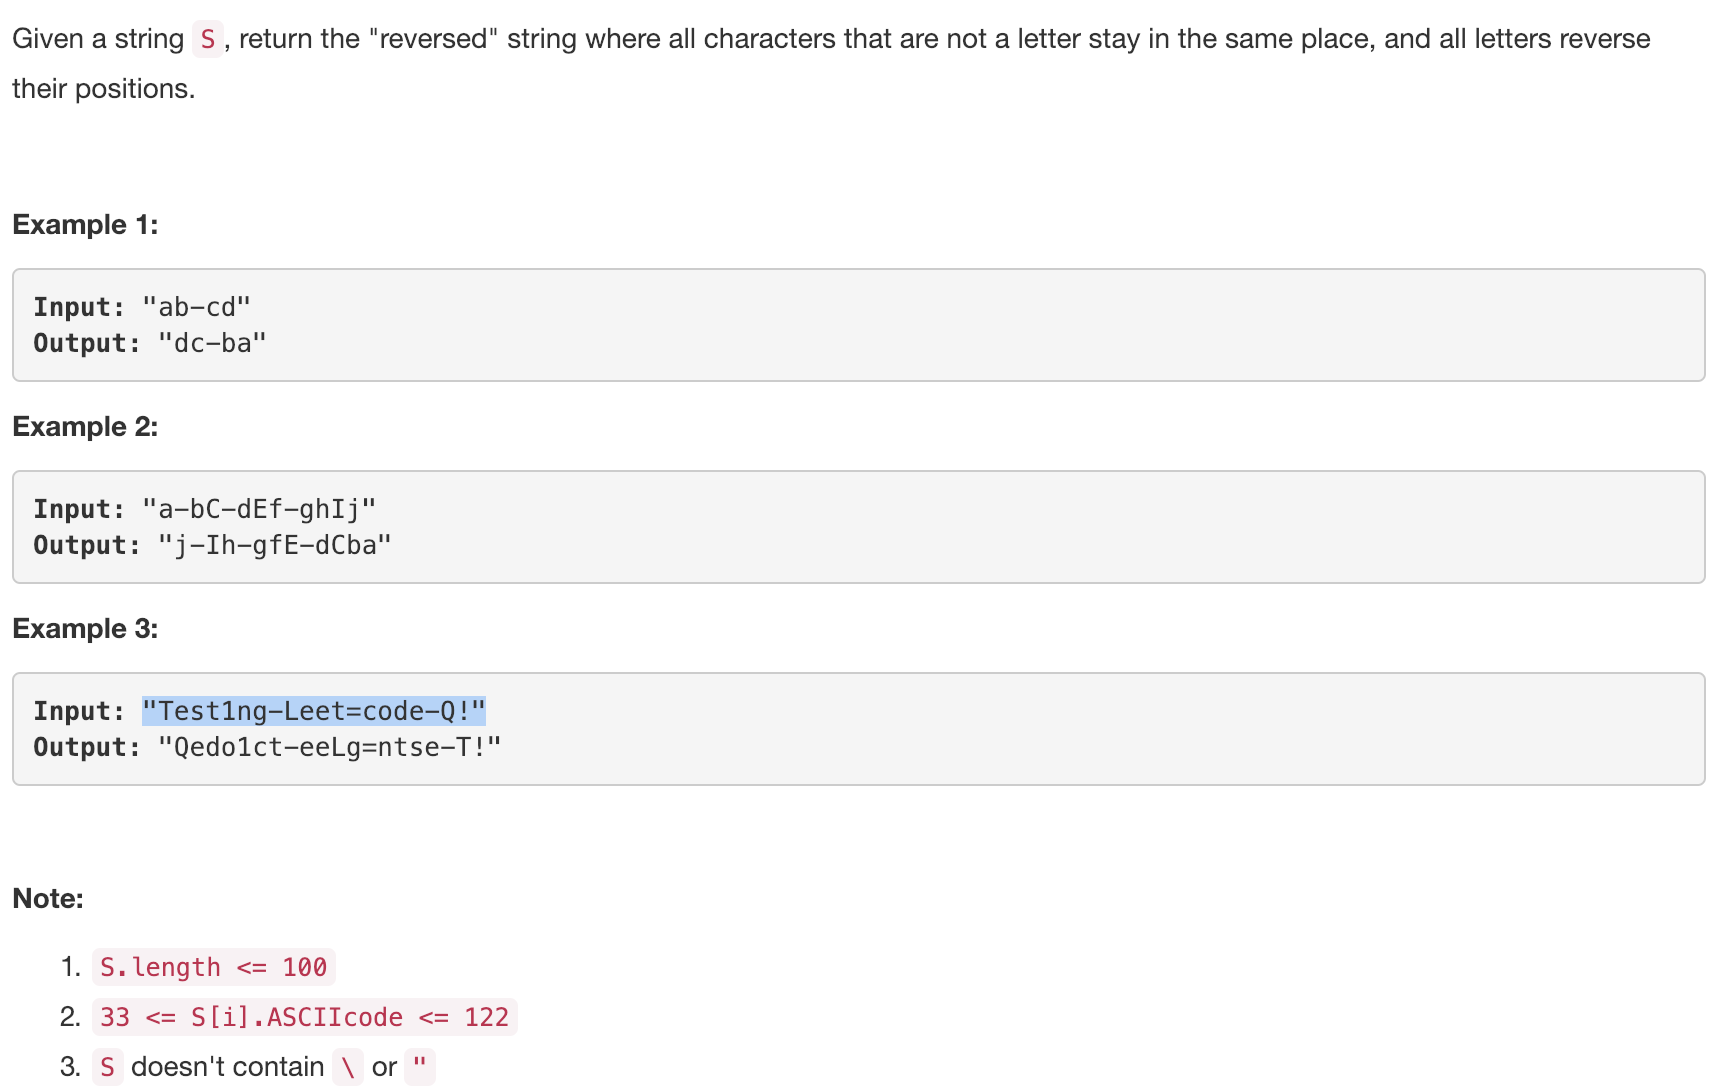 Given a string S, return the "reversed" string where all characters that are not a letter stay in the same place, and all letters reverse
their positions.
Example 1:
Input: "ab-cd"
Output: "dc-ba"
Example 2:
Input: "a-bC-dEf-ghIj"
Output: "j-Ih-gfE-dCba"
Example 3:
Input: "Test1ng-Leet=code-Q!"
Output: "Qedo1ct-eeLg=ntse-T!"
Note:
1. S.length <= 100
2. 33 <= S[i].ASCIIcode <= 122
3. S doesn't contain \ or "